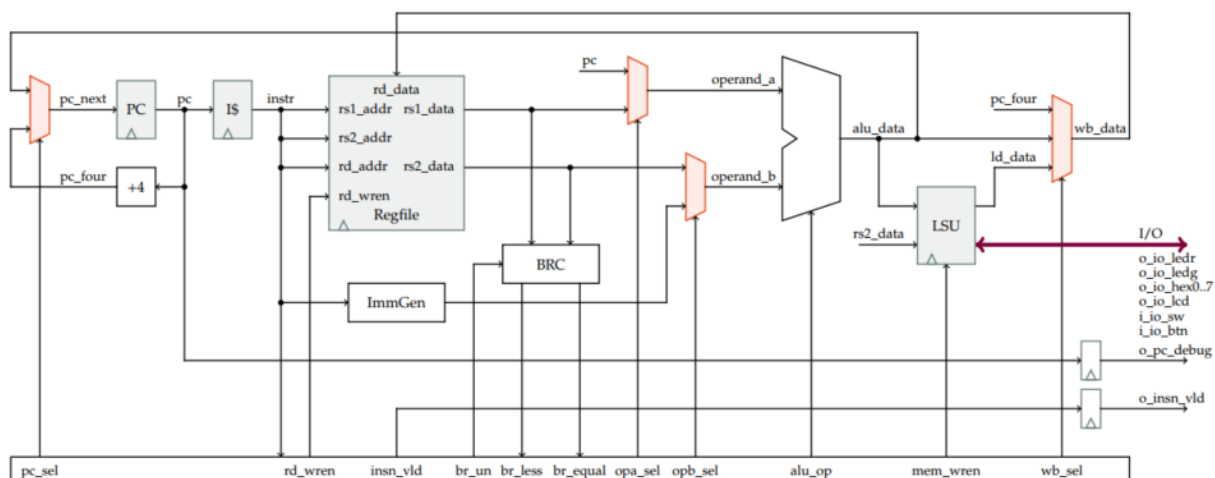 pc
rd_data
operand_a
pc_four
pc_next
PC
pc
I$
instr
rs1_addr
rs1_data
alu_data
wb_data
rs2_addr
rd_addr
rs2_data
ld_data
pc_four
+4
operand_b
rd_wren
Regfile
LSU
rs2_data
I/O
BRC
o_io_ledr
o_io_ledg
ImmGen
o_io_hex0..7
o_io_lcd
i_io_sw
i_io_btn
o_pc_debug
o_insn_vld
pc_sel rd_wren insn_vld br_un br_less br_equal opa_sel opb_sel alu_op mem_wren wb_sel